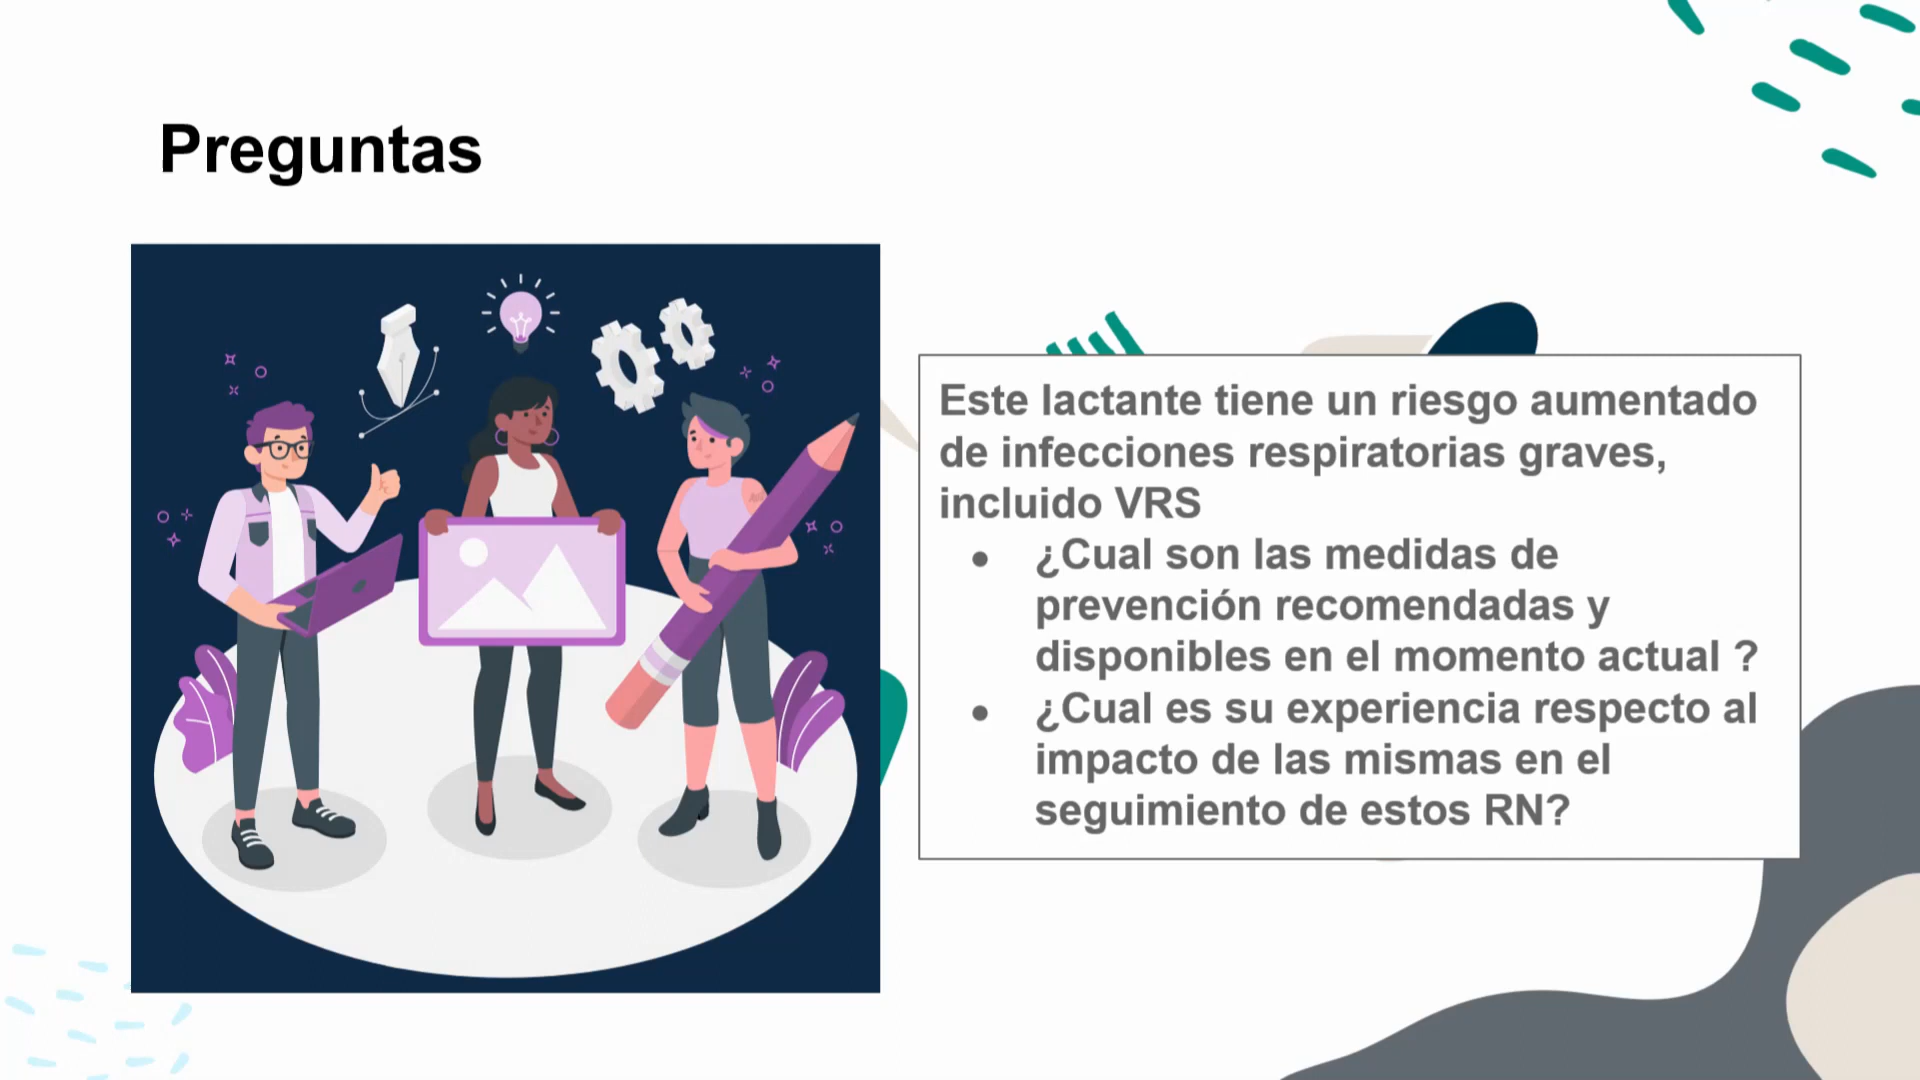 Preguntas
Este lactante tiene un riesgo aumentado
de infecciones respiratorias graves,
incluido VRS
● ¿Cual son las medidas de
prevención recomendadas y
disponibles en el momento actual ?
● ¿Cual es su experiencia respecto al
impacto de las mismas en el
seguimiento de estos RN?